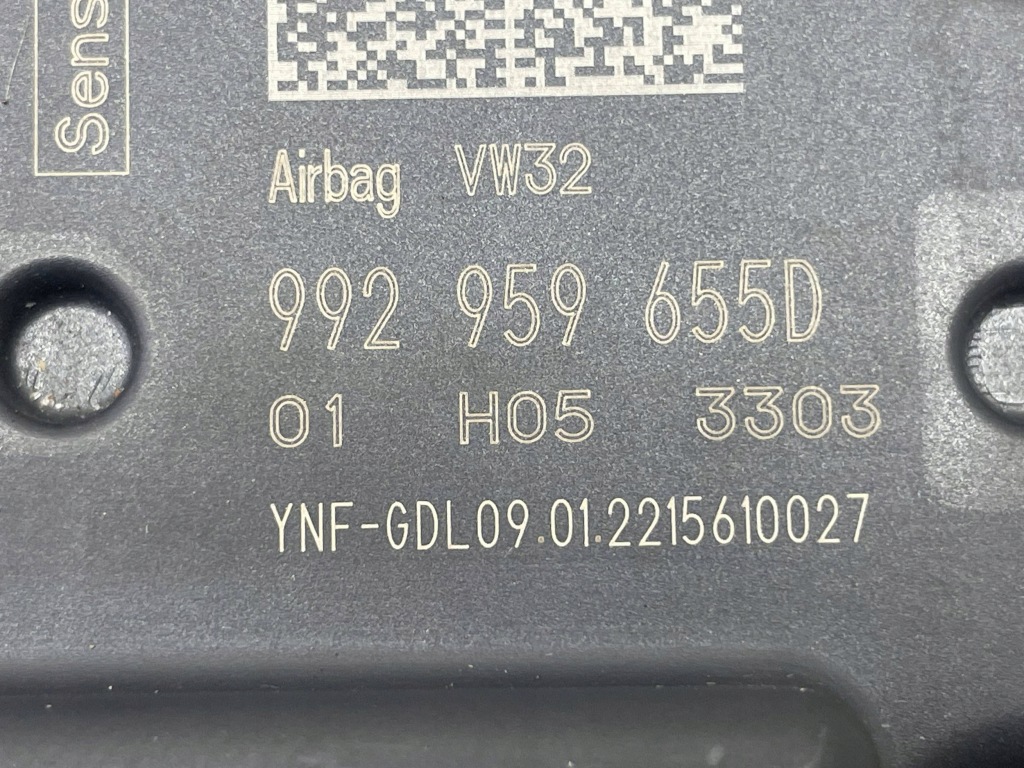 Sens
Airbag VW32
992 959 655D
01 H05 3303
YNF-GDL09.01.2215610027